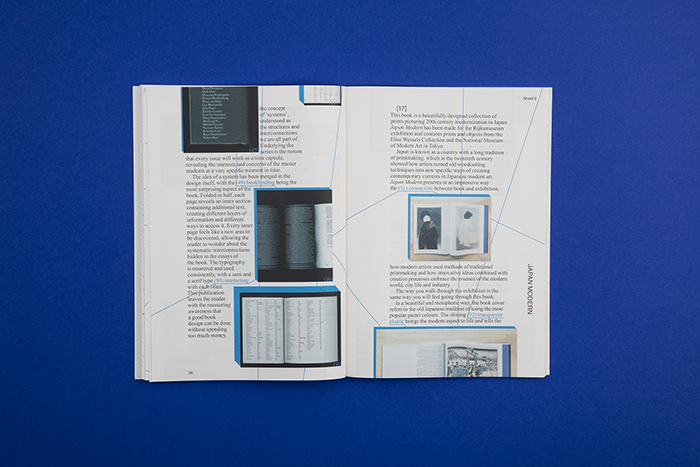 the concept
of 'systems',
understood as
the structures and
interconnections
we are all part of.
Underlying the
series is the notion
that every issue will work as a time capsule,
revealing the interests and concerns of the master
students at a very specific moment in time.
The idea of a system has been merged in the
design itself, with the (49) bookbinding being the
most surprising aspect of the
book. Folded in half, each
page reveals an inner section
containing additional text,
creating different layers of
information and different
ways to access it. Every inner
page feels like a new area to
be discovered, allowing the
reader to wonder about the
systematic interconnections
hidden in the essays of
the book. The typography
is mastered and used
consistently, with a sans and
a serif type (50) interacting
with each other.
This publication
leaves the reader
with the reassuring
awareness that
a good book
design can be done
without spending
too much money.
36
Sheet 3
[17]
This book is a beautifully designed collection of
prints picturing 20th century modernization in Japan.
Japan Modern has been made for the Rijksmuseum
exhibition and contains prints and objects from the
Elise Wessels Collection and the National Museum
of Modern Art in Tokyo.
Japan is known as a country with a long tradition
of printmaking, which in the twentieth century
showed how artists turned old woodcutting
techniques into new specific ways of creating
contemporary currents in Japanese modern art.
Japan Modern presents in an impressive way
the (51) connection between book and exhibition,
how modern artists used methods of traditional
printmaking and how innovative ideas combined with
creative processes embrace the essence of the modern
world, city life and industry.
The way you walk through the exhibition is the
same way you will feel going through this book.
In a beautiful and metaphoric way, the book cover
refers to the old Japanese tradition of using the most
popular pastel colours. The shining (52) transparent
plastic brings the modern aspect to life and tells the
JAPAN MODERN